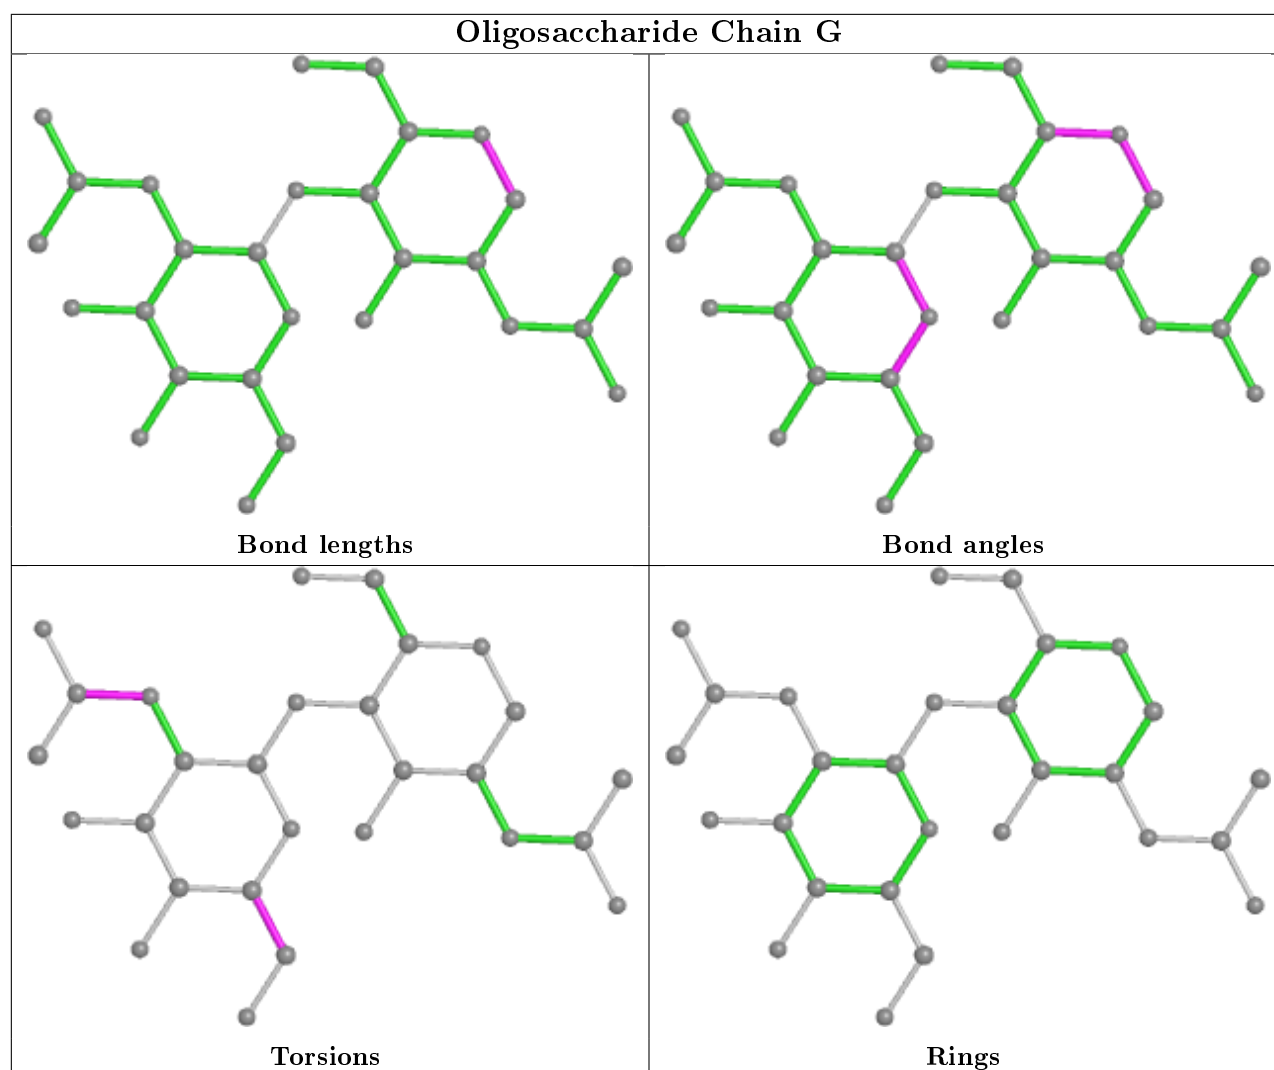 Oligosaccharide Chain G
Bond lengths
Bond angles
Torsions
Rings